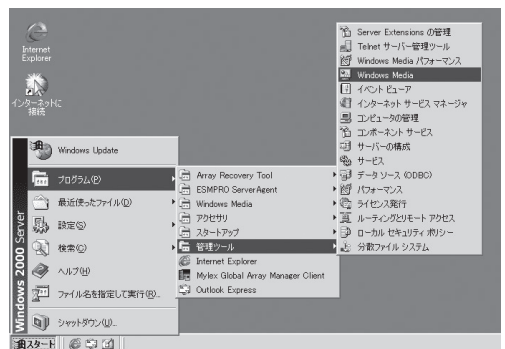 Internet
Explorer
インターネットに
接続
Windows 2000 Server
Windows Update
プログラム(P)
最近使ったファイル(D)
設定(S)
検索(C)
ヘルプ(H)
ファイル名を指定して実行(R)...
シャットダウン(U)...
スタート
Array Recovery Tool
ESMPRO ServerAgent
Windows Media
アクセサリ
スタートアップ
管理ツール
Internet Explorer
Mylex Global Array Manager Client
Outlook Express
Server Extensions の管理
Telnet サーバー管理ツール
Windows Media パフォーマンス
Windows Media
イベント ビューア
インターネット サービス マネージャ
コンピュータの管理
コンポーネント サービス
サーバーの構成
サービス
データ ソース (ODBC)
パフォーマンス
ライセンス発行
ルーティングとリモート アクセス
ローカル セキュリティ ポリシー
分散ファイル システム